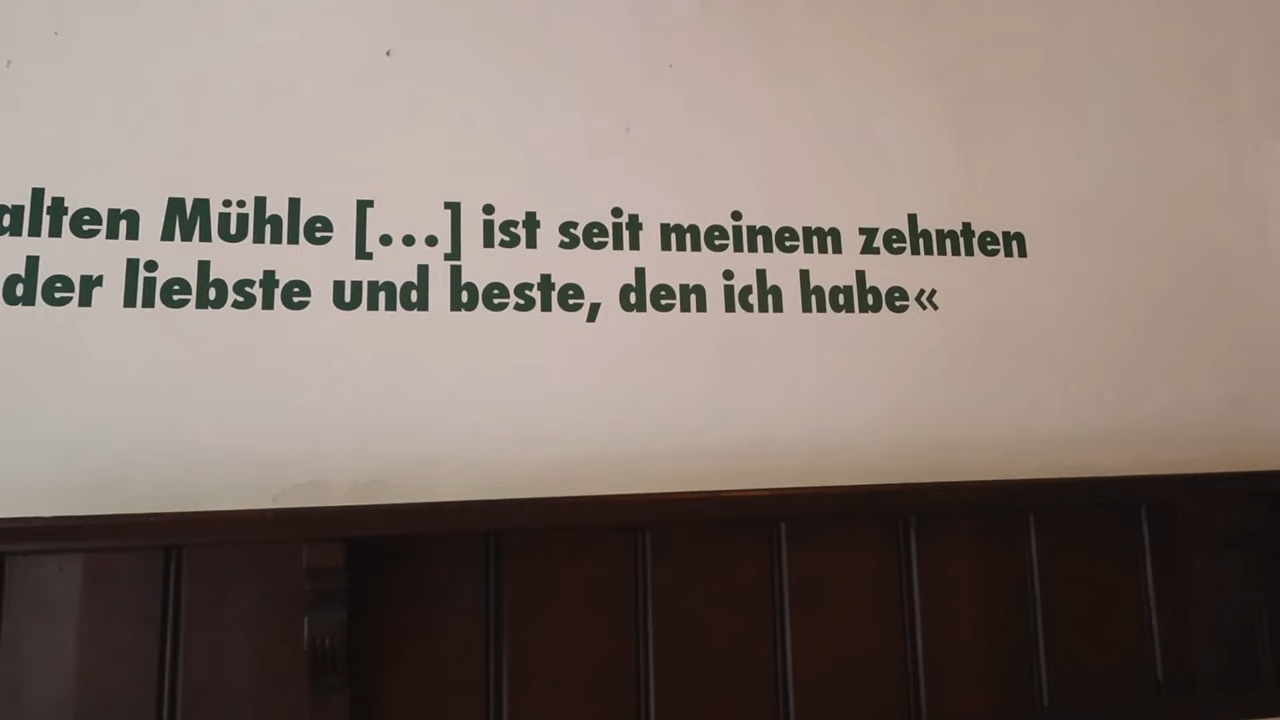 alten Mühle [...] ist seit meinem zehnten
der liebste und beste, den ich habe«